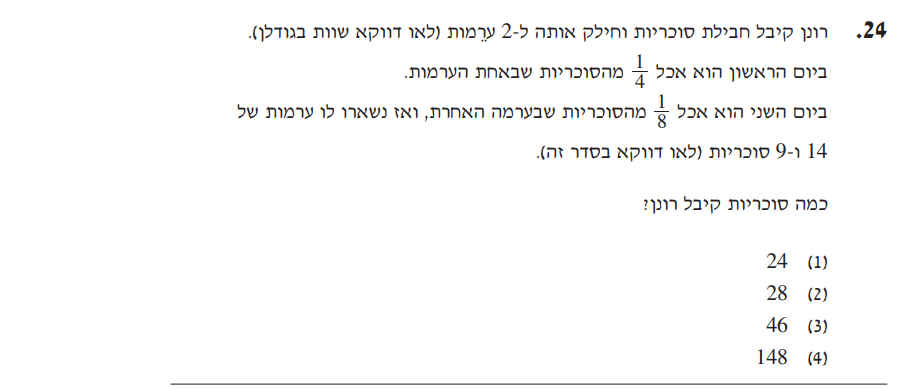 24. רונן קיבל חבילת סוכריות וחילק אותה ל-2 ערֵמות (לאו דווקא שוות בגודלן).
ביום הראשון הוא אכל 1/4 מהסוכריות שבאחת הערמות.
ביום השני הוא אכל 1/8 מהסוכריות שבערמה האחרת, ואז נשארו לו ערמות של
14 ו-9 סוכריות (לאו דווקא בסדר זה).
כמה סוכריות קיבל רונן?
(1) 24
(2) 28
(3) 46
(4) 148